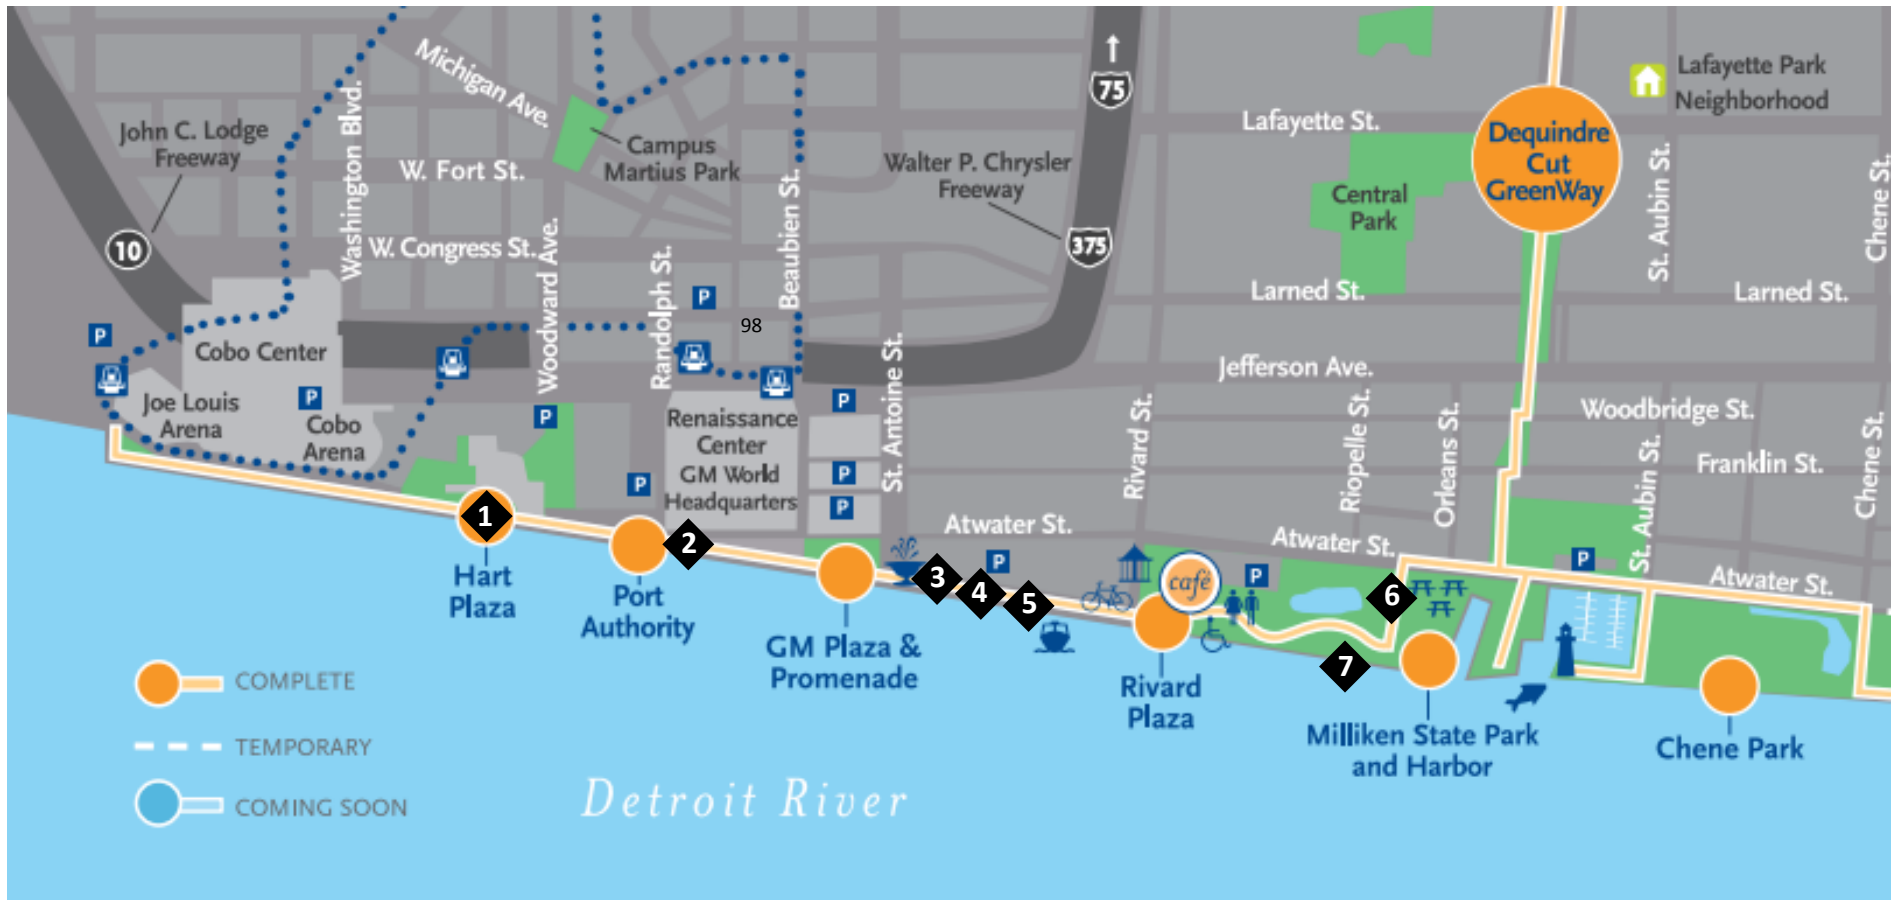 Michigan Ave.
75
Lafayette Park
Neighborhood
John C. Lodge
Freeway
Washington Blvd.
Lafayette St.
Dequindre
Cut
GreenWay
Campus
Martius Park
W. Fort St.
Walter P. Chrysler
Freeway
Central
Park
St. Aubin St.
Chene St.
Beaubien St.
10
W. Congress St.
Woodward Ave.
Randolph St.
375
Larned St.
Larned St.
P
98
P
Cobo Center
St. Antoine St.
Jefferson Ave.
P
Joe Louis
Arena
Cobo
Arena
P
Renaissance
Center
GM World
Headquarters
P
P
P
P
Rivard St.
Riopelle St.
Orleans St.
Woodbridge St.
St. Aubin St.
Franklin St.
Chene St.
1
Hart
Plaza
2
Port
Authority
Atwater St.
Atwater St.
Atwater St.
P
P
P
café
3
4
5
6
7
GM Plaza &
Promenade
Rivard
Plaza
Milliken State Park
and Harbor
Chene Park
COMPLETE
TEMPORARY
COMING SOON
Detroit River